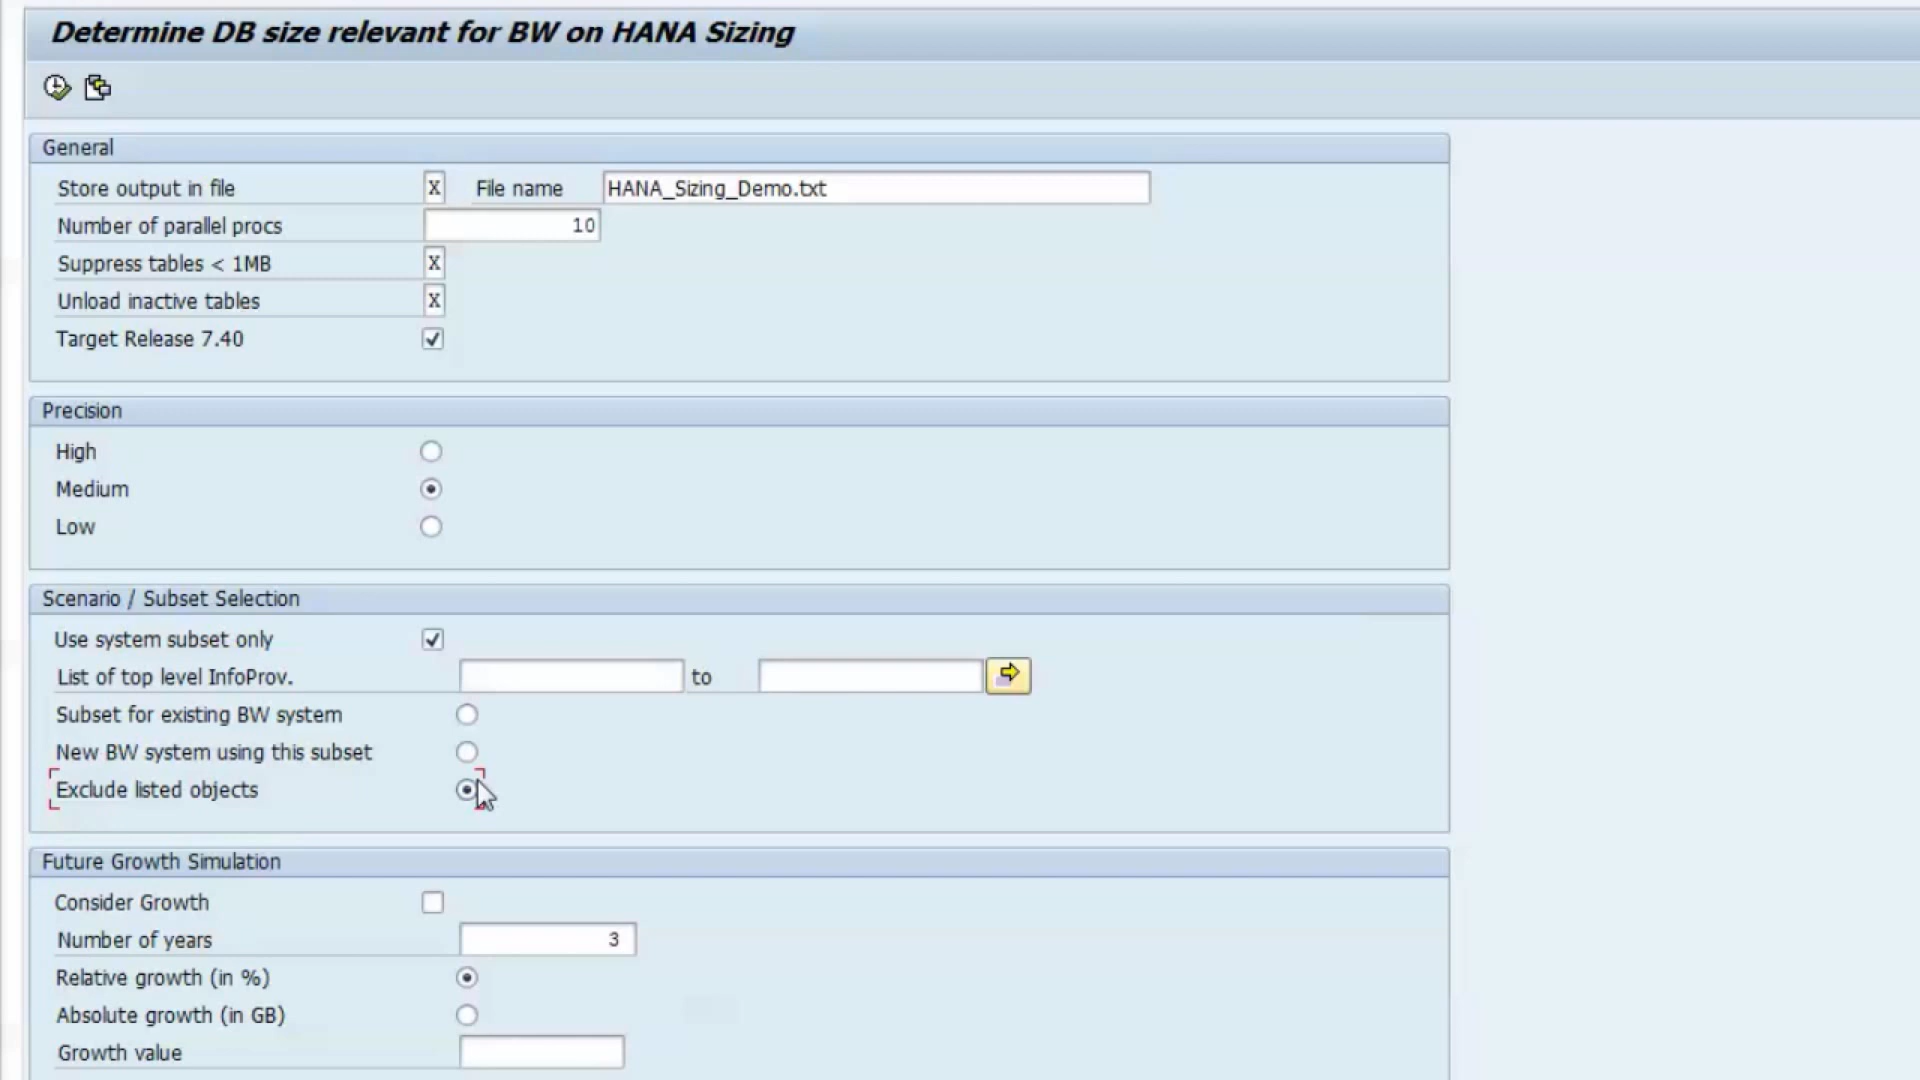 Determine DB size relevant for BW on HANA Sizing
General
Store output in file X File name HANA_Sizing_Demo.txt
Number of parallel procs 10
Suppress tables < 1MB X
Unload inactive tables X
Target Release 7.40
Precision
High
Medium
Low
Scenario / Subset Selection
Use system subset only
List of top level InfoProv. to
Subset for existing BW system
New BW system using this subset
Exclude listed objects
Future Growth Simulation
Consider Growth
Number of years 3
Relative growth (in %)
Absolute growth (in GB)
Growth value